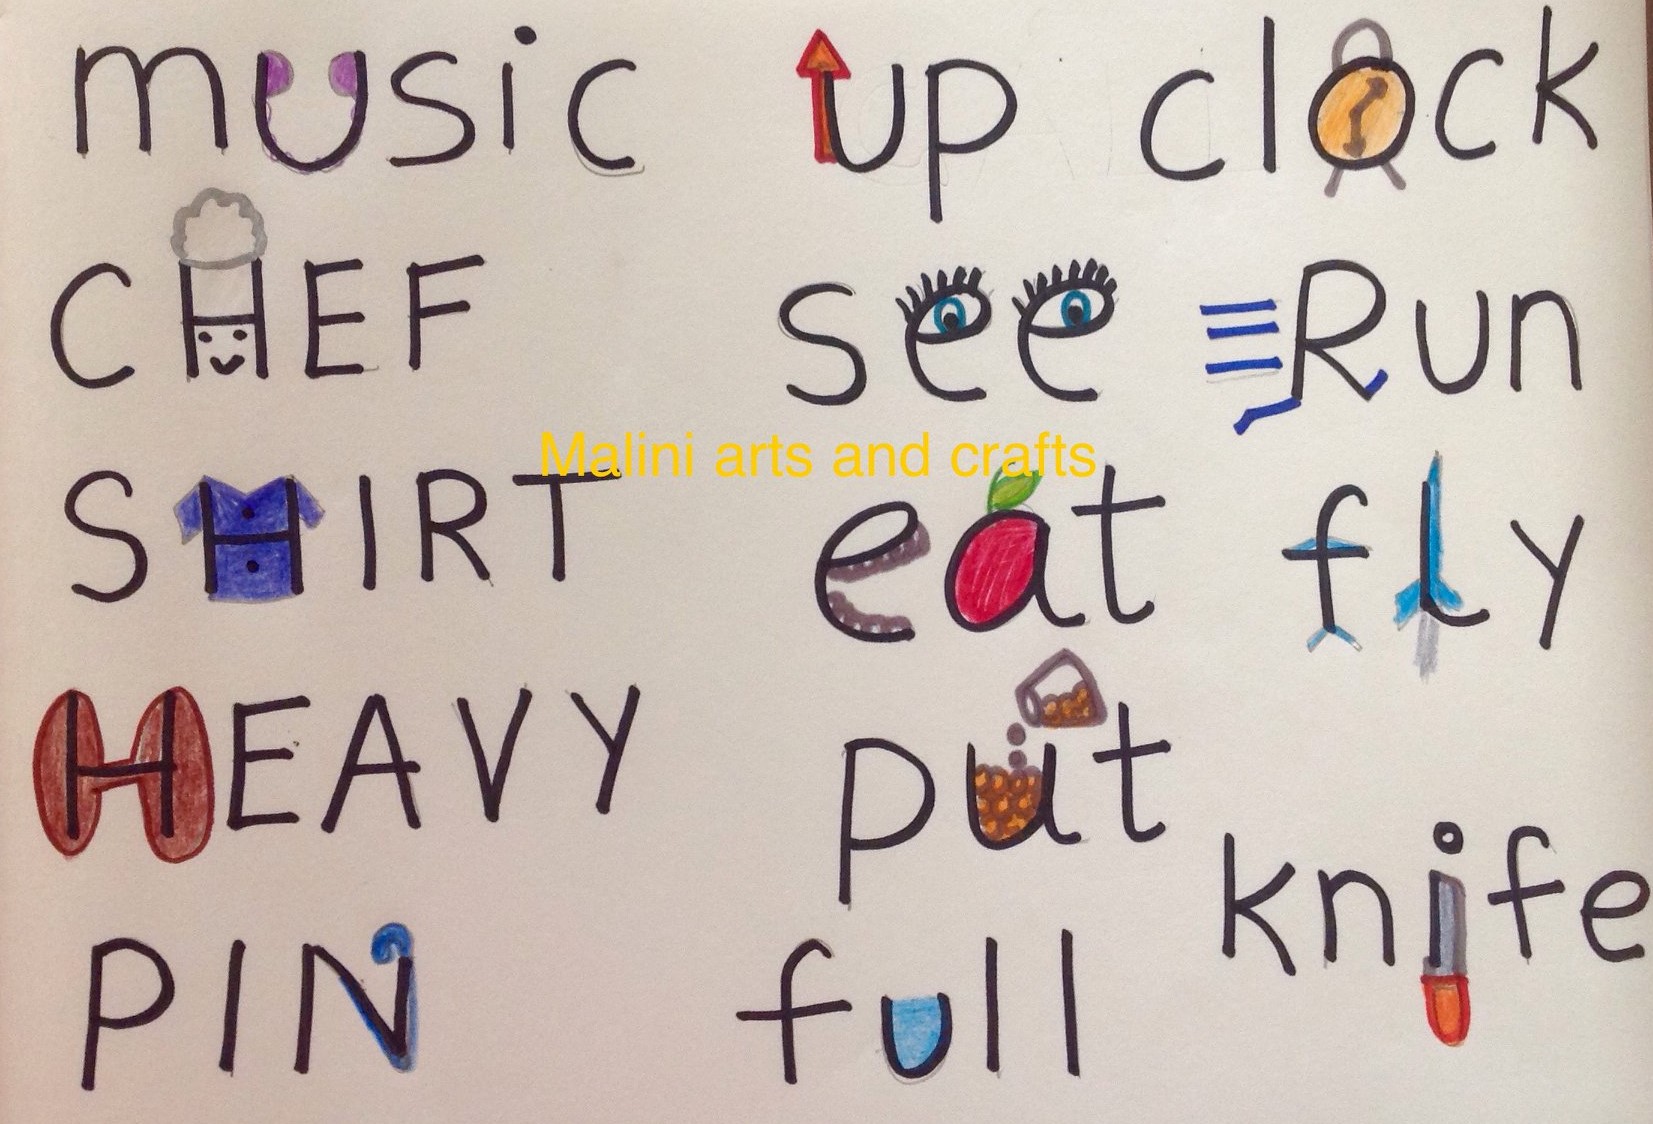 music up clock
CHEF see Run
Malini arts and crafts
SHIRT eat fly
HEAVY put
knife
PIN full